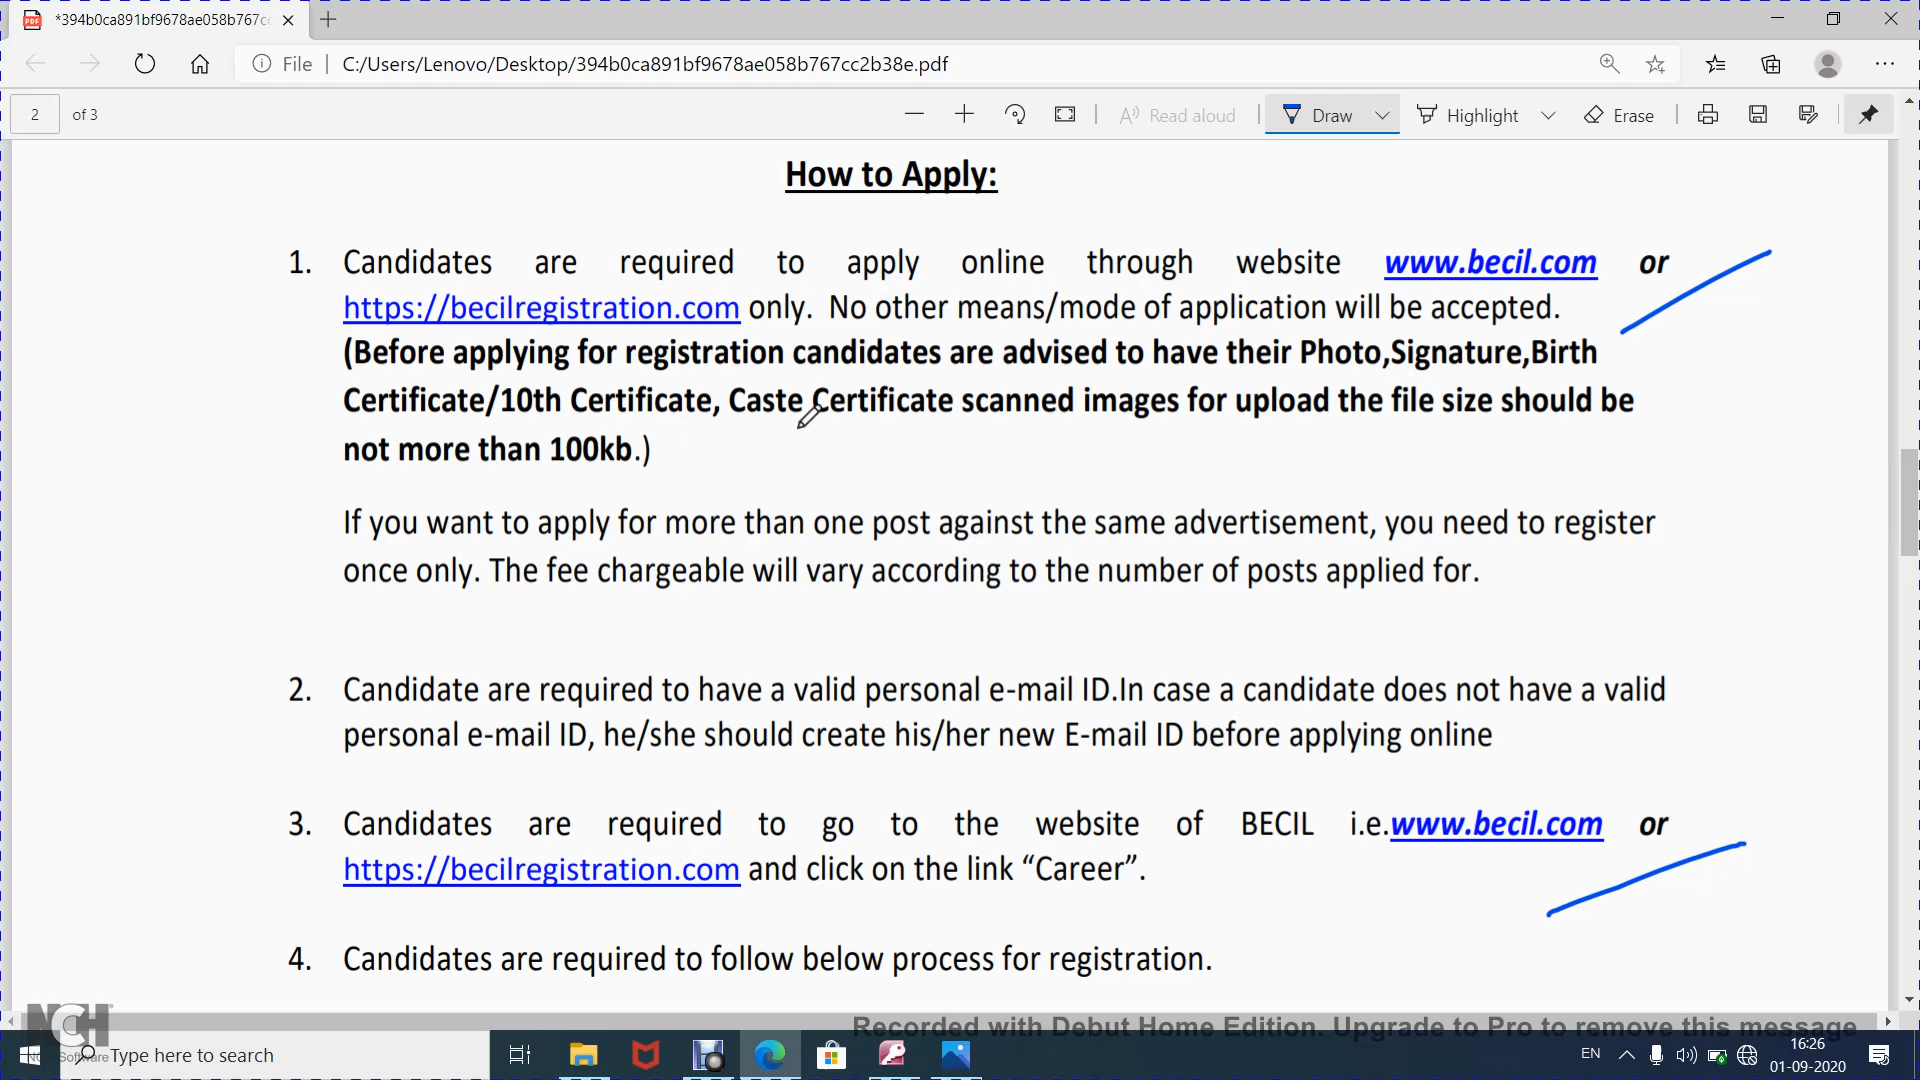 *394b0ca891bf9678ae058b767cc
File
C:/Users/Lenovo/Desktop/394b0ca891bf9678ae058b767cc2b38e.pdf
2 of 3
Read aloud
Draw
Highlight
Erase
How to Apply:
1. Candidates are required to apply online through website www.becil.com or
https://becilregistration.com only. No other means/mode of application will be accepted.
(Before applying for registration candidates are advised to have their Photo,Signature,Birth
Certificate/10th Certificate, Caste Certificate scanned images for upload the file size should be
not more than 100kb.)
If you want to apply for more than one post against the same advertisement, you need to register
once only. The fee chargeable will vary according to the number of posts applied for.
2. Candidate are required to have a valid personal e-mail ID.In case a candidate does not have a valid
personal e-mail ID, he/she should create his/her new E-mail ID before applying online
3. Candidates are required to go to the website of BECIL i.e.www.becil.com or
https://becilregistration.com and click on the link “Career”.
4. Candidates are required to follow below process for registration.
NCH
Software
Recorded with Debut Home Edition. Upgrade to Pro to remove this message
Type here to search
EN
16:26
01-09-2020